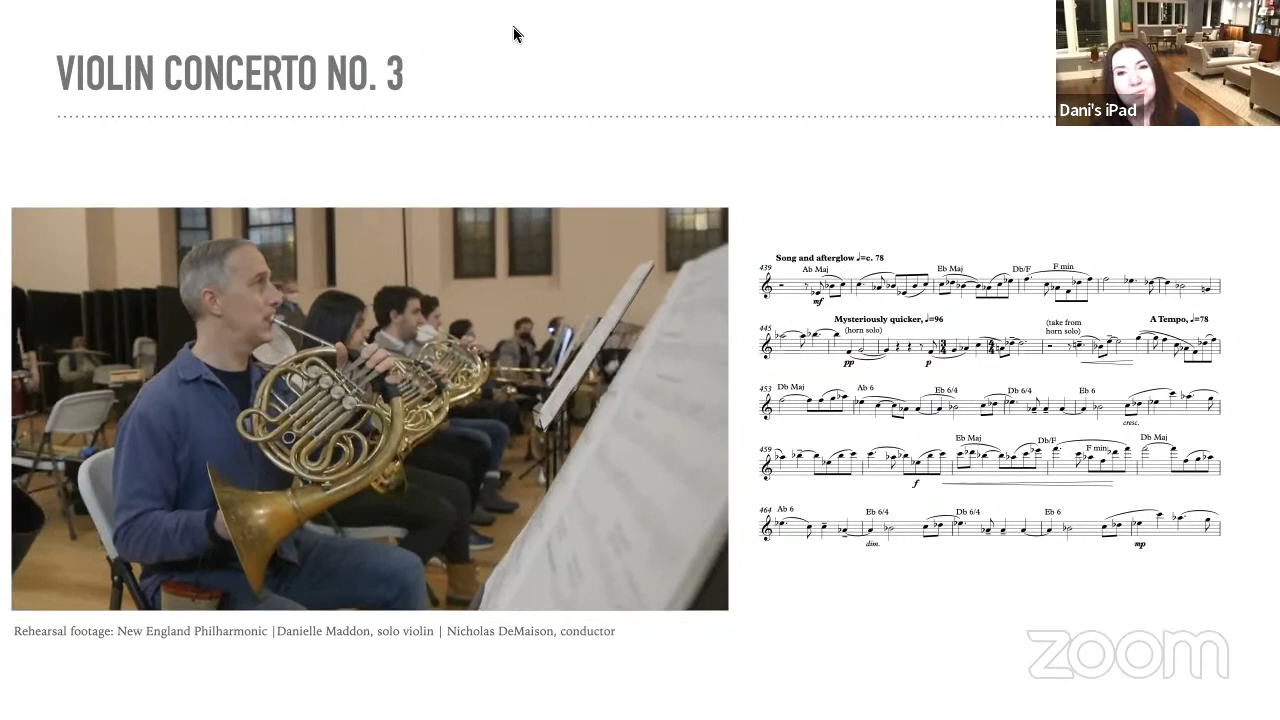 VIOLIN CONCERTO NO. 3
Dani's iPad
Song and afterglow ♩=c. 78
439 Ab Maj Eb Maj Db/F F min
mf
Mysteriously quicker, ♩=96 A Tempo, ♩=78
445 (horn solo) (take from
horn solo)
pp p
453 Db Maj Ab 6 Eb 6/4 Db 6/4 Eb 6
cresc.
459 Eb Maj Db/F F min Db Maj
f
464 Ab 6 Eb 6/4 Db 6/4 Eb 6
dim. mp
Rehearsal footage: New England Philharmonic |Danielle Maddon, solo violin | Nicholas DeMaison, conductor
zoom